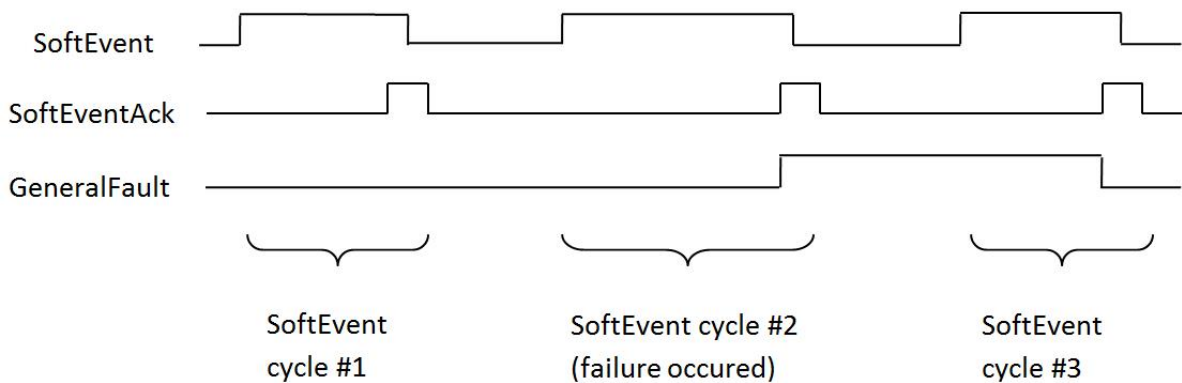 SoftEvent
SoftEventAck
GeneralFault
SoftEvent
cycle #1
SoftEvent cycle #2
(failure occured)
SoftEvent
cycle #3